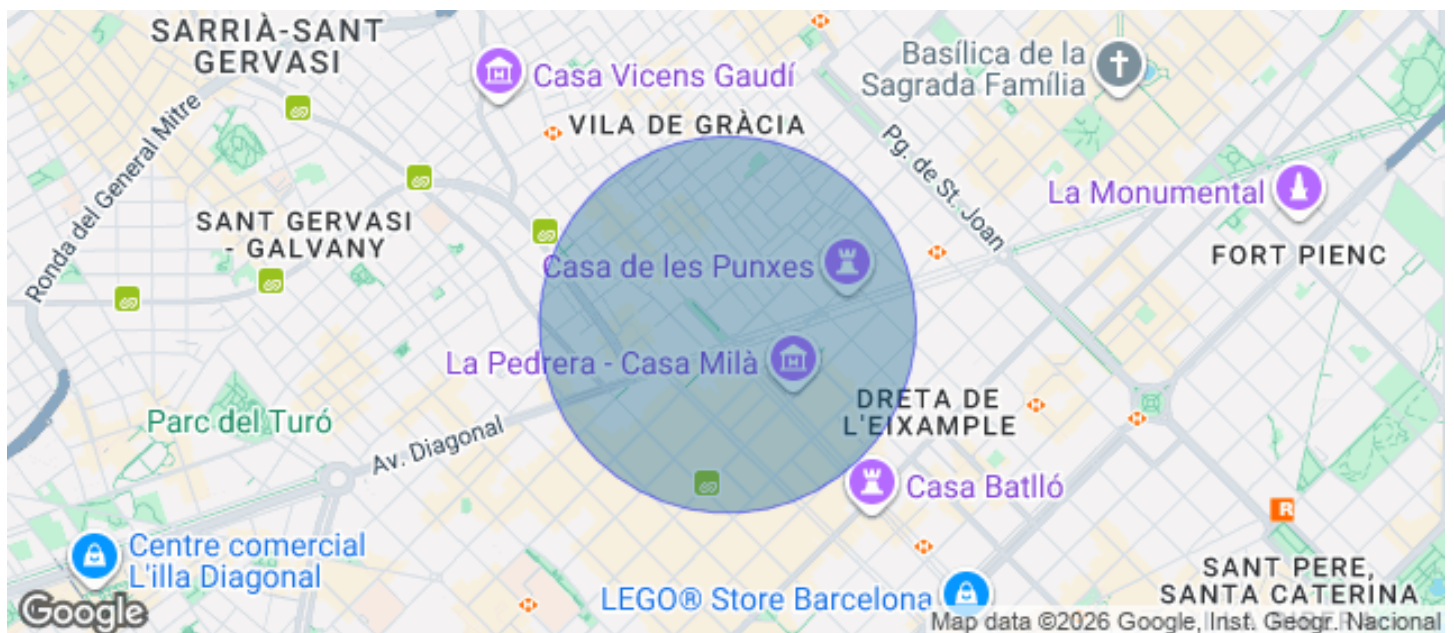 SARRIÀ-SANT
GERVASI
Casa Vicens Gaudí
Basílica de la
Sagrada Família
VILA DE GRÀCIA
Ronda del General Mitre
Pg. de St. Joan
La Monumental
SANT GERVASI
- GALVANY
FORT PIENC
Casa de les Punxes
La Pedrera - Casa Milà
DRETA DE
L'EIXAMPLE
Parc del Turó
Av. Diagonal
Casa Batlló
R
Centre comercial
L'illa Diagonal
SANT PERE,
SANTA CATERINA
LEGO® Store Barcelona
Google
Map data ©2026 Google, Inst. Geogr. Nacional